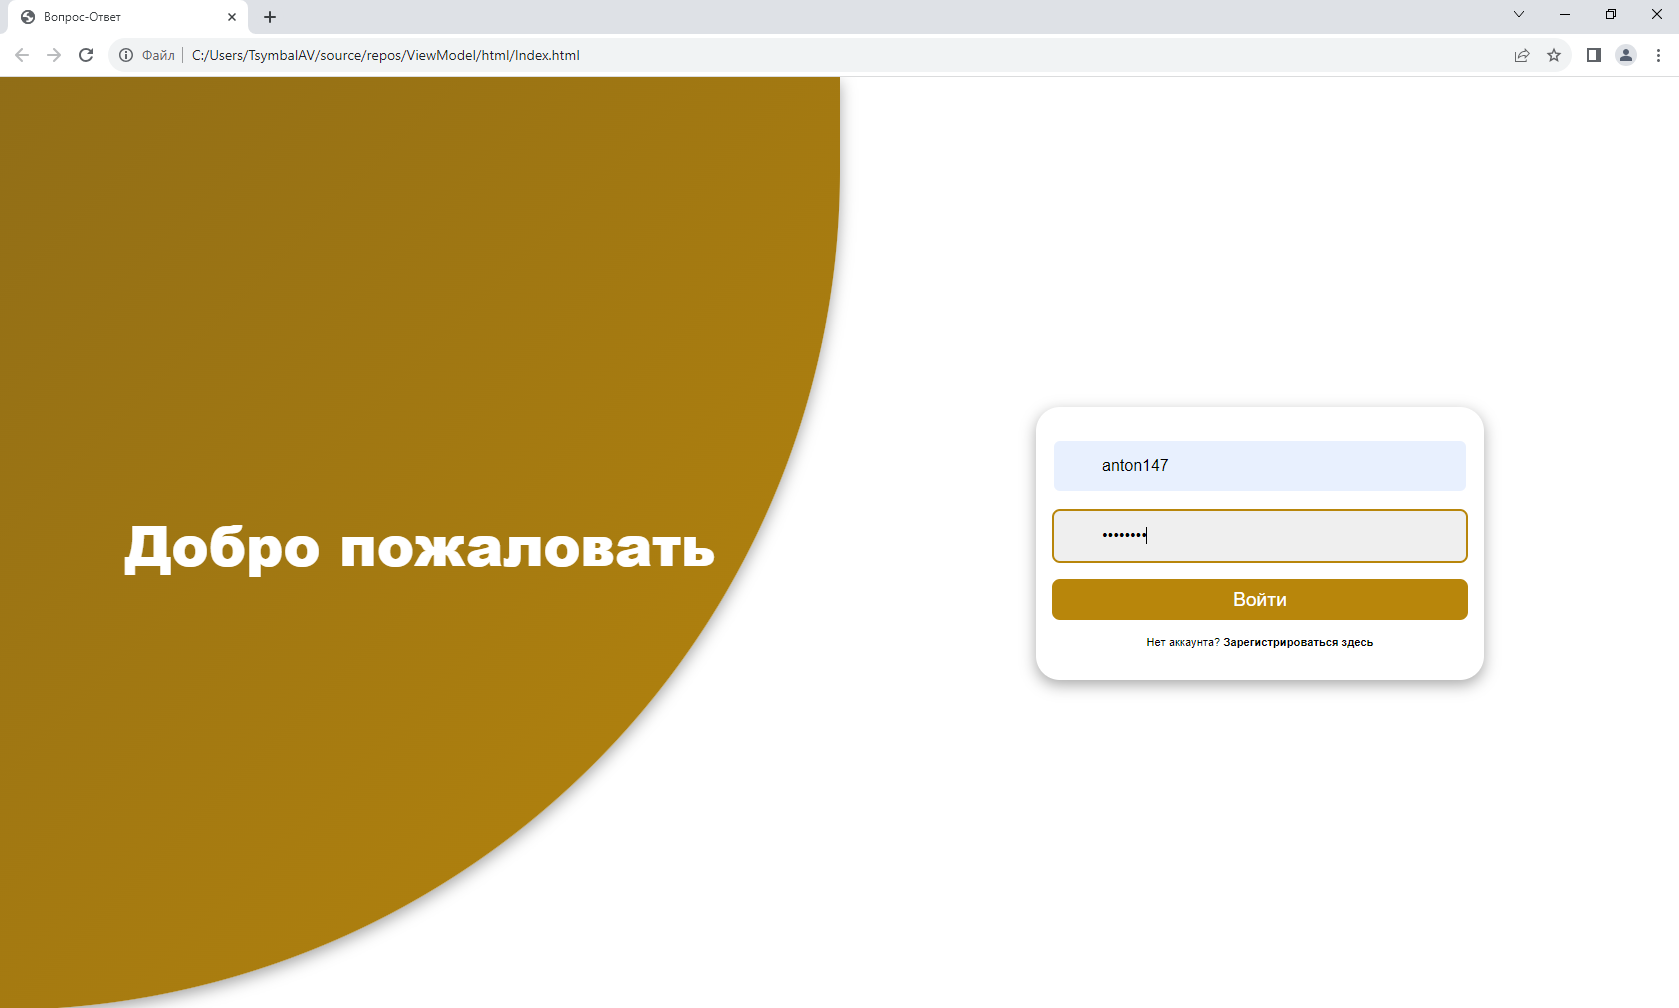 Вопрос-Ответ
Файл | C:/Users/TsymbalAV/source/repos/ViewModel/html/Index.html
Добро пожаловать
anton147
••••••••
Войти
Нет аккаунта? Зарегистрироваться здесь